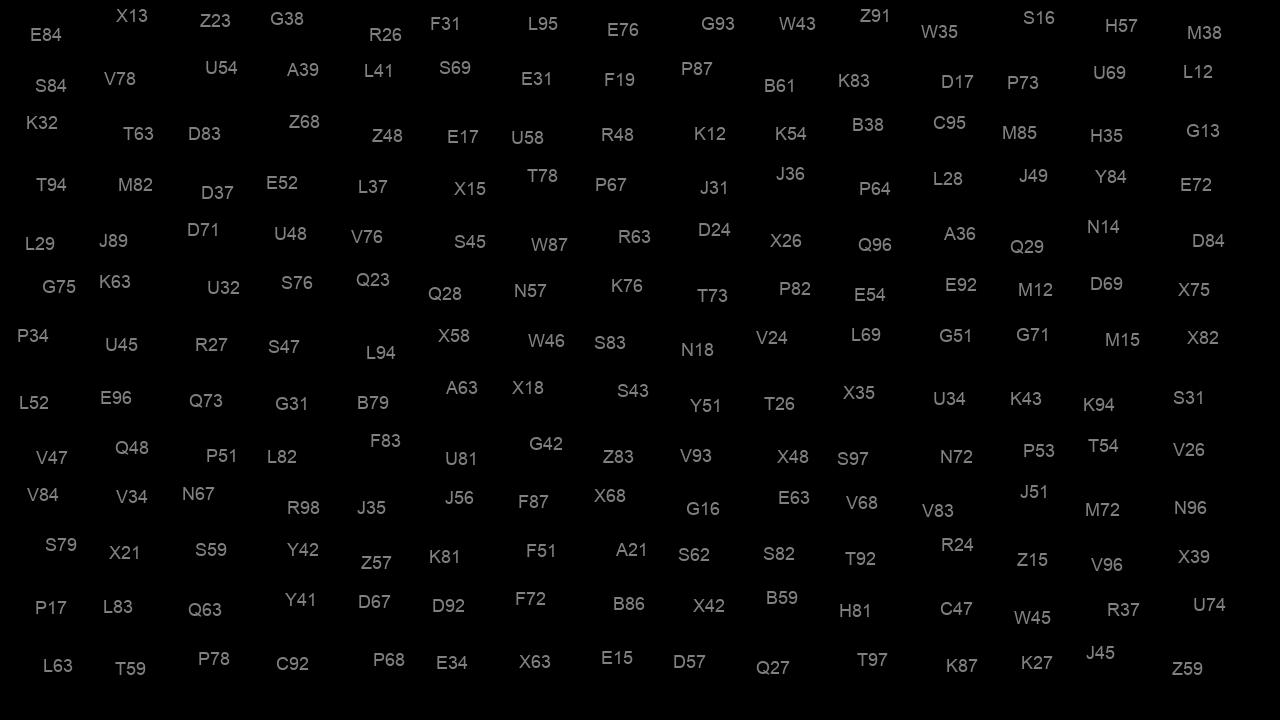 E84 X13 Z23 G38 R26 F31 L95 E76 G93 W43 Z91 W35 S16 H57 M38
S84 V78 U54 A39 L41 S69 E31 F19 P87 B61 K83 D17 P73 U69 L12
K32 T63 D83 Z68 Z48 E17 U58 R48 K12 K54 B38 C95 M85 H35 G13
T94 M82 D37 E52 L37 X15 T78 P67 J31 J36 P64 L28 J49 Y84 E72
L29 J89 D71 U48 V76 S45 W87 R63 D24 X26 Q96 A36 Q29 N14 D84
G75 K63 U32 S76 Q23 Q28 N57 K76 T73 P82 E54 E92 M12 D69 X75
P34 U45 R27 S47 L94 X58 W46 S83 N18 V24 L69 G51 G71 M15 X82
L52 E96 Q73 G31 B79 A63 X18 S43 Y51 T26 X35 U34 K43 K94 S31
V47 Q48 P51 L82 F83 U81 G42 Z83 V93 X48 S97 N72 P53 T54 V26
V84 V34 N67 R98 J35 J56 F87 X68 G16 E63 V68 V83 J51 M72 N96
S79 X21 S59 Y42 Z57 K81 F51 A21 S62 S82 T92 R24 Z15 V96 X39
P17 L83 Q63 Y41 D67 D92 F72 B86 X42 B59 H81 C47 W45 R37 U74
L63 T59 P78 C92 P68 E34 X63 E15 D57 Q27 T97 K87 K27 J45 Z59